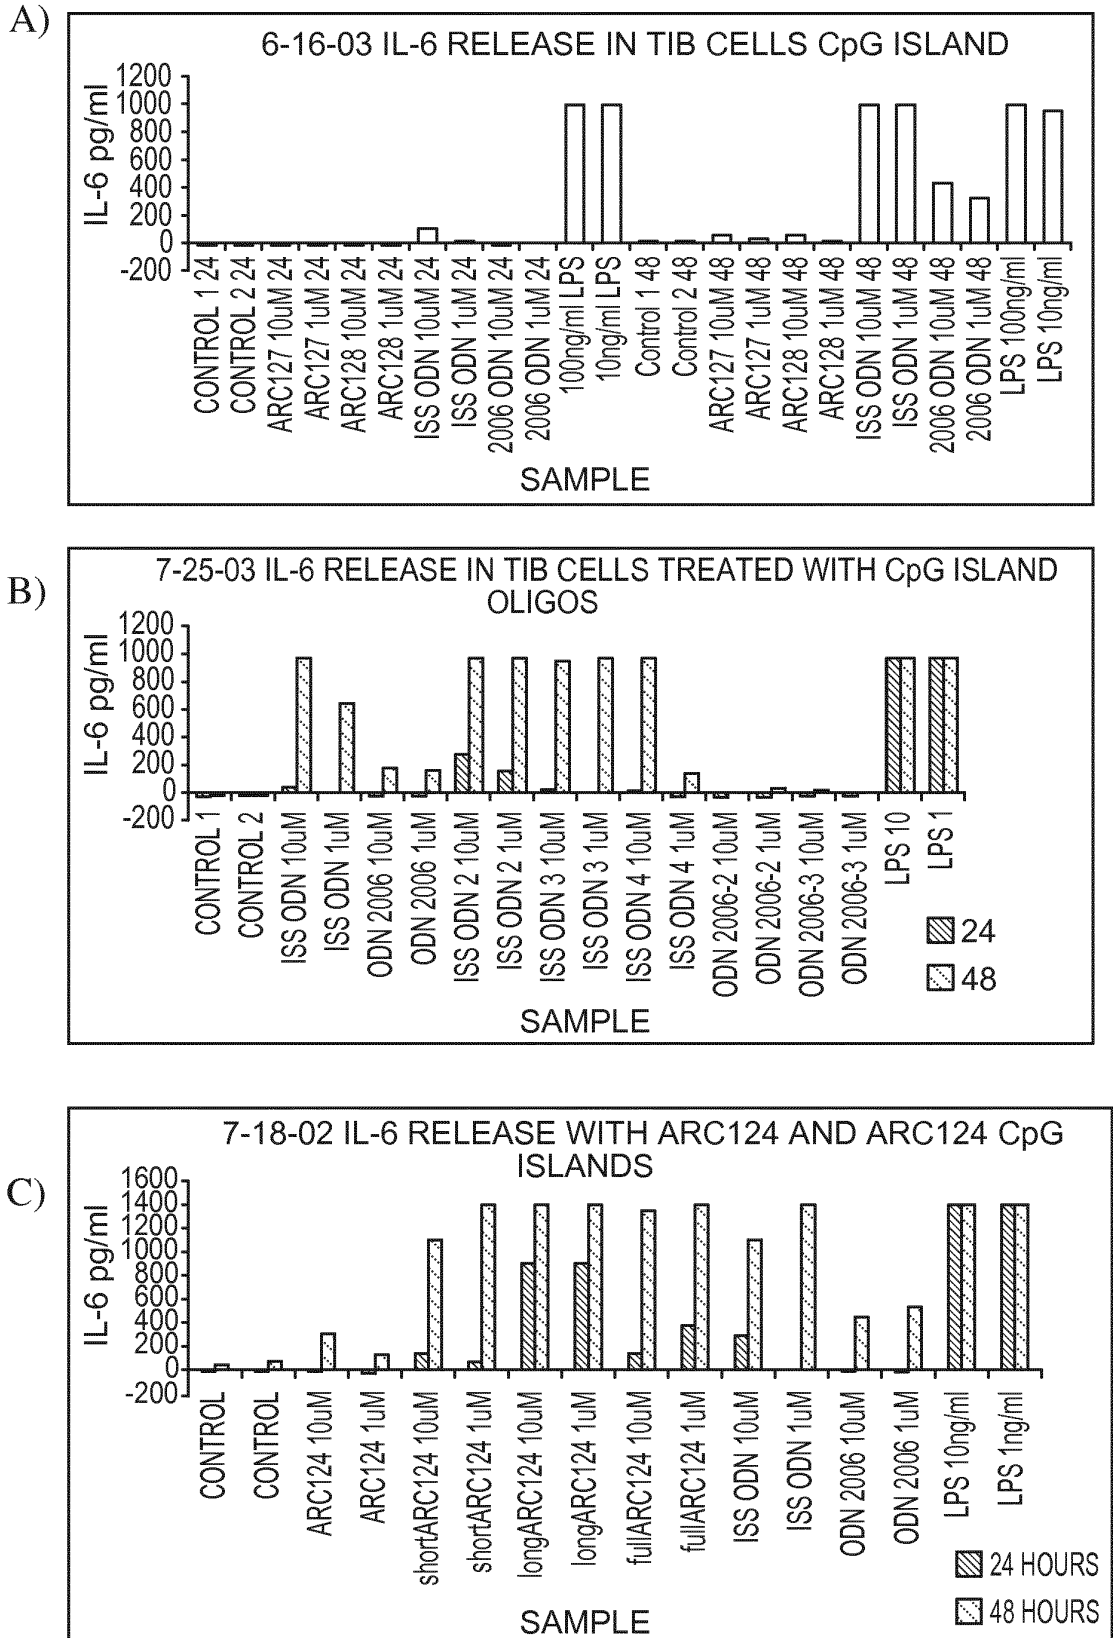 A)
6-16-03 IL-6 RELEASE IN TIB CELLS CpG ISLAND
IL-6 pg/ml
1200
1000
800
600
400
200
0
-200
CONTROL 1 24
CONTROL 2 24
ARC127 10uM 24
ARC127 1uM 24
ARC128 10uM 24
ARC128 1uM 24
ISS ODN 10uM 24
ISS ODN 1uM 24
2006 ODN 10uM 24
2006 ODN 1uM 24
100ng/ml LPS
10ng/mL LPS
Control 1 48
Control 2 48
ARC127 10uM 48
ARC127 1uM 48
ARC128 10uM 48
ARC128 1uM 48
ISS ODN 10uM 48
ISS ODN 1uM 48
2006 ODN 10uM 48
2006 ODN 1uM 48
LPS 100ng/ml
LPS 10ng/ml
SAMPLE
B)
7-25-03 IL-6 RELEASE IN TIB CELLS TREATED WITH CpG ISLAND
OLIGOS
IL-6 pg/ml
1200
1000
800
600
400
200
0
-200
CONTROL 1
CONTROL 2
ISS ODN 10uM
ISS ODN 1uM
ODN 2006 10uM
ODN 2006 1uM
ISS ODN 2 10uM
ISS ODN 2 1uM
ISS ODN 3 10uM
ISS ODN 3 1uM
ISS ODN 4 10uM
ISS ODN 4 1uM
ODN 2006-2 10uM
ODN 2006-2 1uM
ODN 2006-3 10uM
ODN 2006-3 1uM
LPS 10
LPS 1
24
48
SAMPLE
C)
7-18-02 IL-6 RELEASE WITH ARC124 AND ARC124 CpG
ISLANDS
IL-6 pg/ml
1600
1400
1200
1000
800
600
400
200
0
-200
CONTROL
CONTROL
ARC124 10uM
ARC124 1uM
shortARC124 10uM
shortARC124 1uM
longARC124 10uM
longARC124 1uM
fullARC124 10uM
fullARC124 1uM
ISS ODN 10uM
ISS ODN 1uM
ODN 2006 10uM
ODN 2006 1uM
LPS 10ng/ml
LPS 1ng/ml
24 HOURS
48 HOURS
SAMPLE